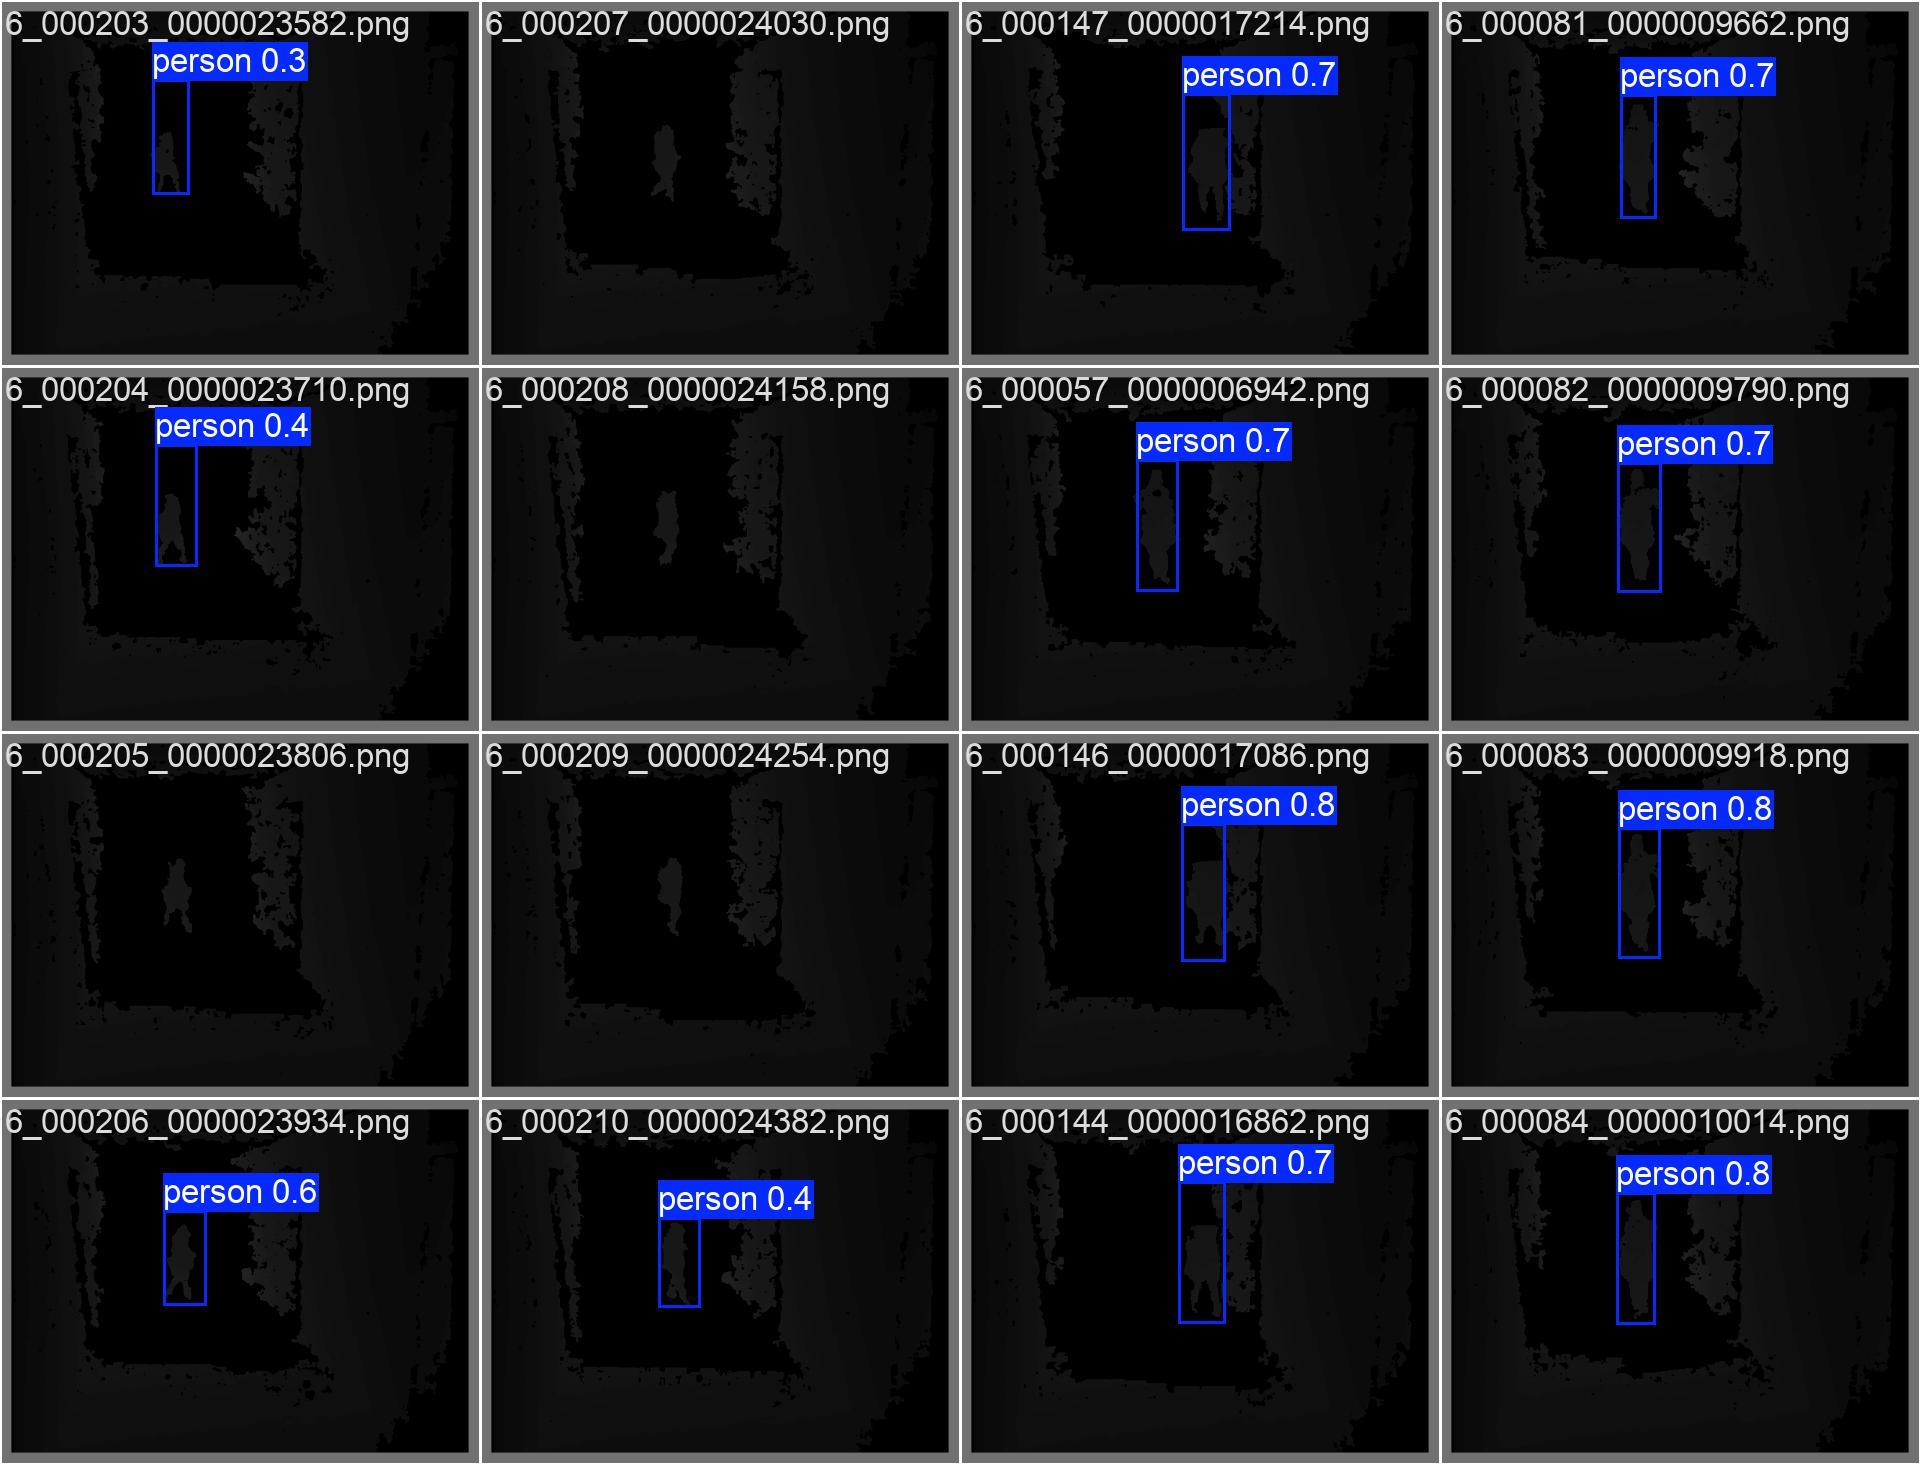 6_000203_0000023582.png
person 0.3
6_000207_0000024030.png
6_000147_0000017214.png
person 0.7
6_000081_0000009662.png
person 0.7
6_000204_0000023710.png
person 0.4
6_000208_0000024158.png
6_000057_0000006942.png
person 0.7
6_000082_0000009790.png
person 0.7
6_000205_0000023806.png
6_000209_0000024254.png
6_000146_0000017086.png
person 0.8
6_000083_0000009918.png
person 0.8
6_000206_0000023934.png
person 0.6
6_000210_0000024382.png
person 0.4
6_000144_0000016862.png
person 0.7
6_000084_0000010014.png
person 0.8